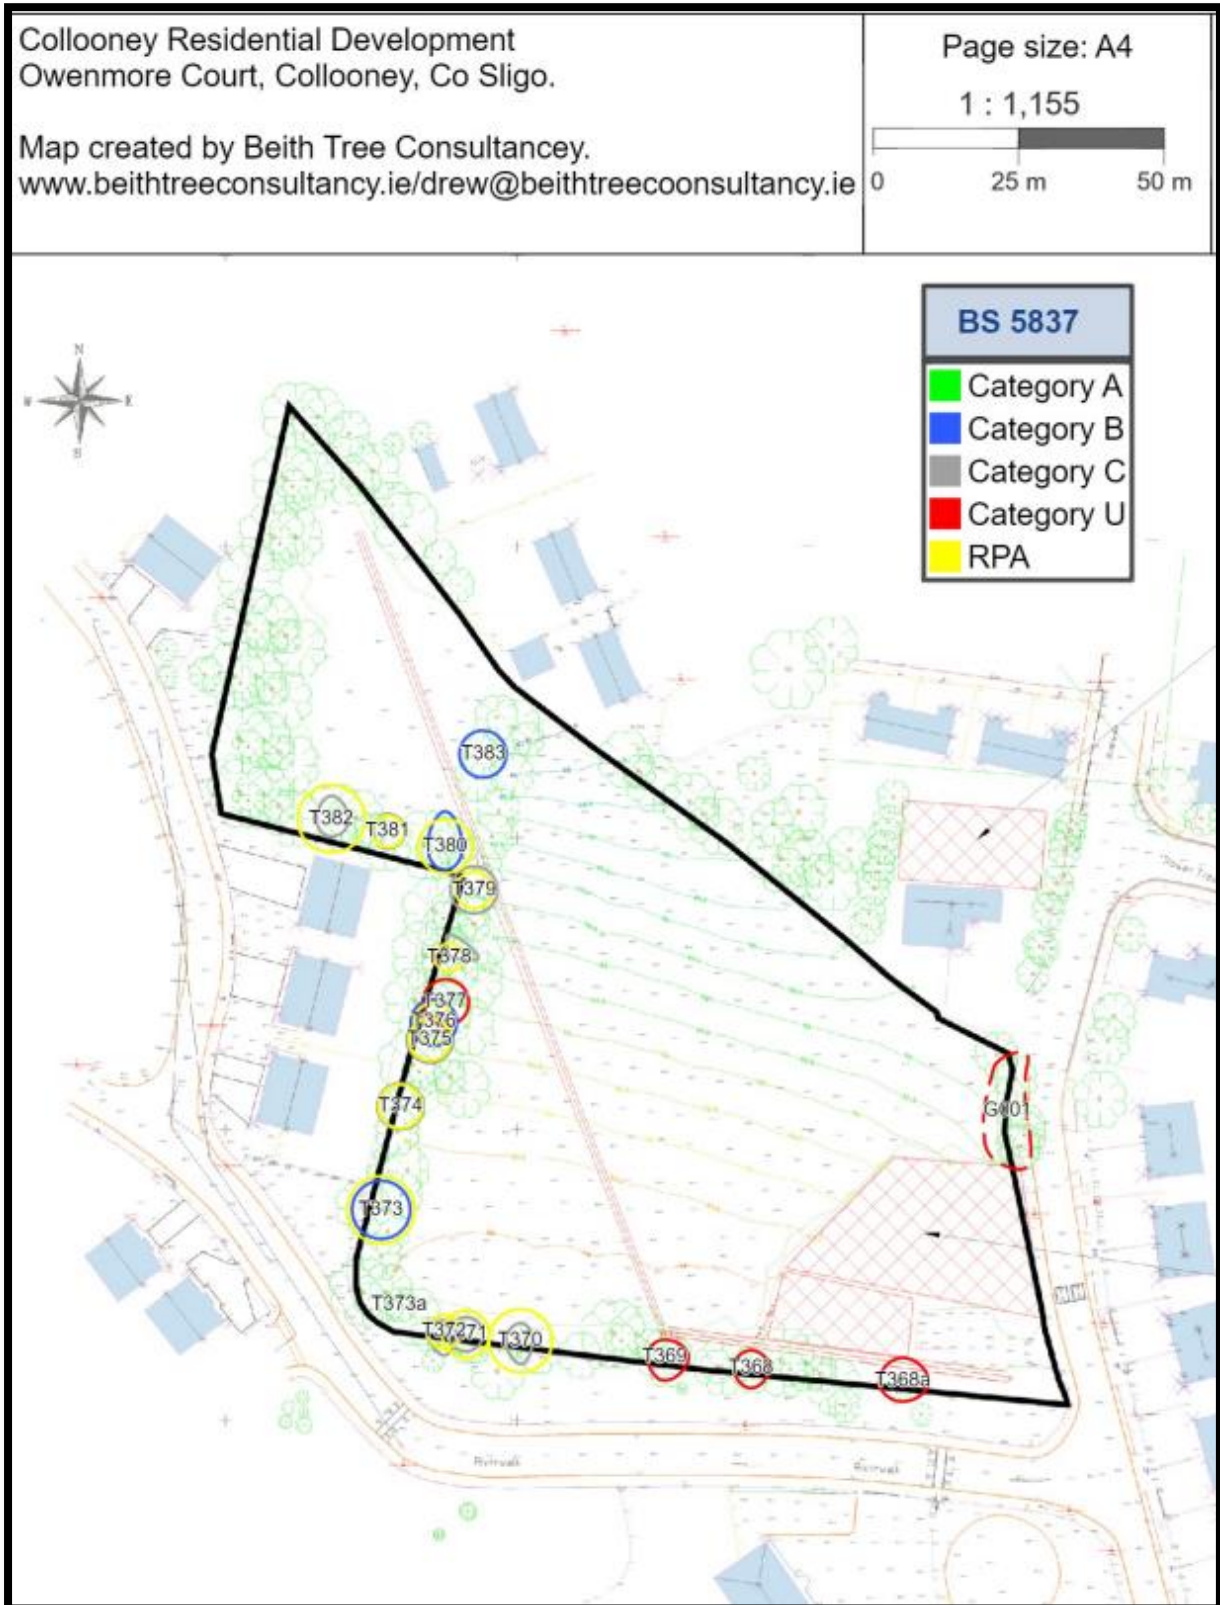 Collooney Residential Development
Owenmore Court, Collooney, Co Sligo.
Map created by Beith Tree Consultancey.
www.beithtreeconsultancy.ie/drew@beithtreecoonsultancy.ie
Page size: A4
1 : 1,155
0 25 m 50 m
BS 5837
Category A
Category B
Category C
Category U
RPA
N
W E
S
T383
T382
T381
T380
T379
T378
T377
T376
T375
T374
G001
T373
T373a
T372
T370
T369
T368
T368a